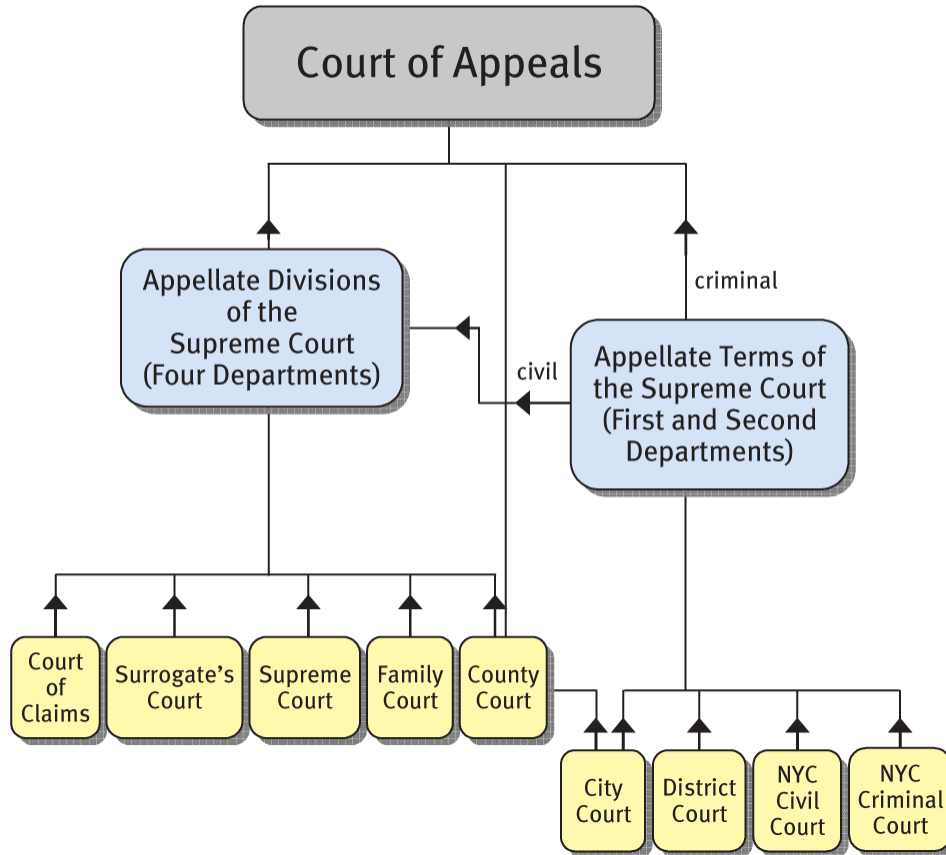 Court of Appeals
Appellate Divisions
of the
Supreme Court
(Four Departments)
criminal
civil
Appellate Terms of
the Supreme Court
(First and Second
Departments)
Court
of
Claims
Surrogate's
Court
Supreme
Court
Family
Court
County
Court
City
Court
District
Court
NYC
Civil
Court
NYC
Criminal
Court